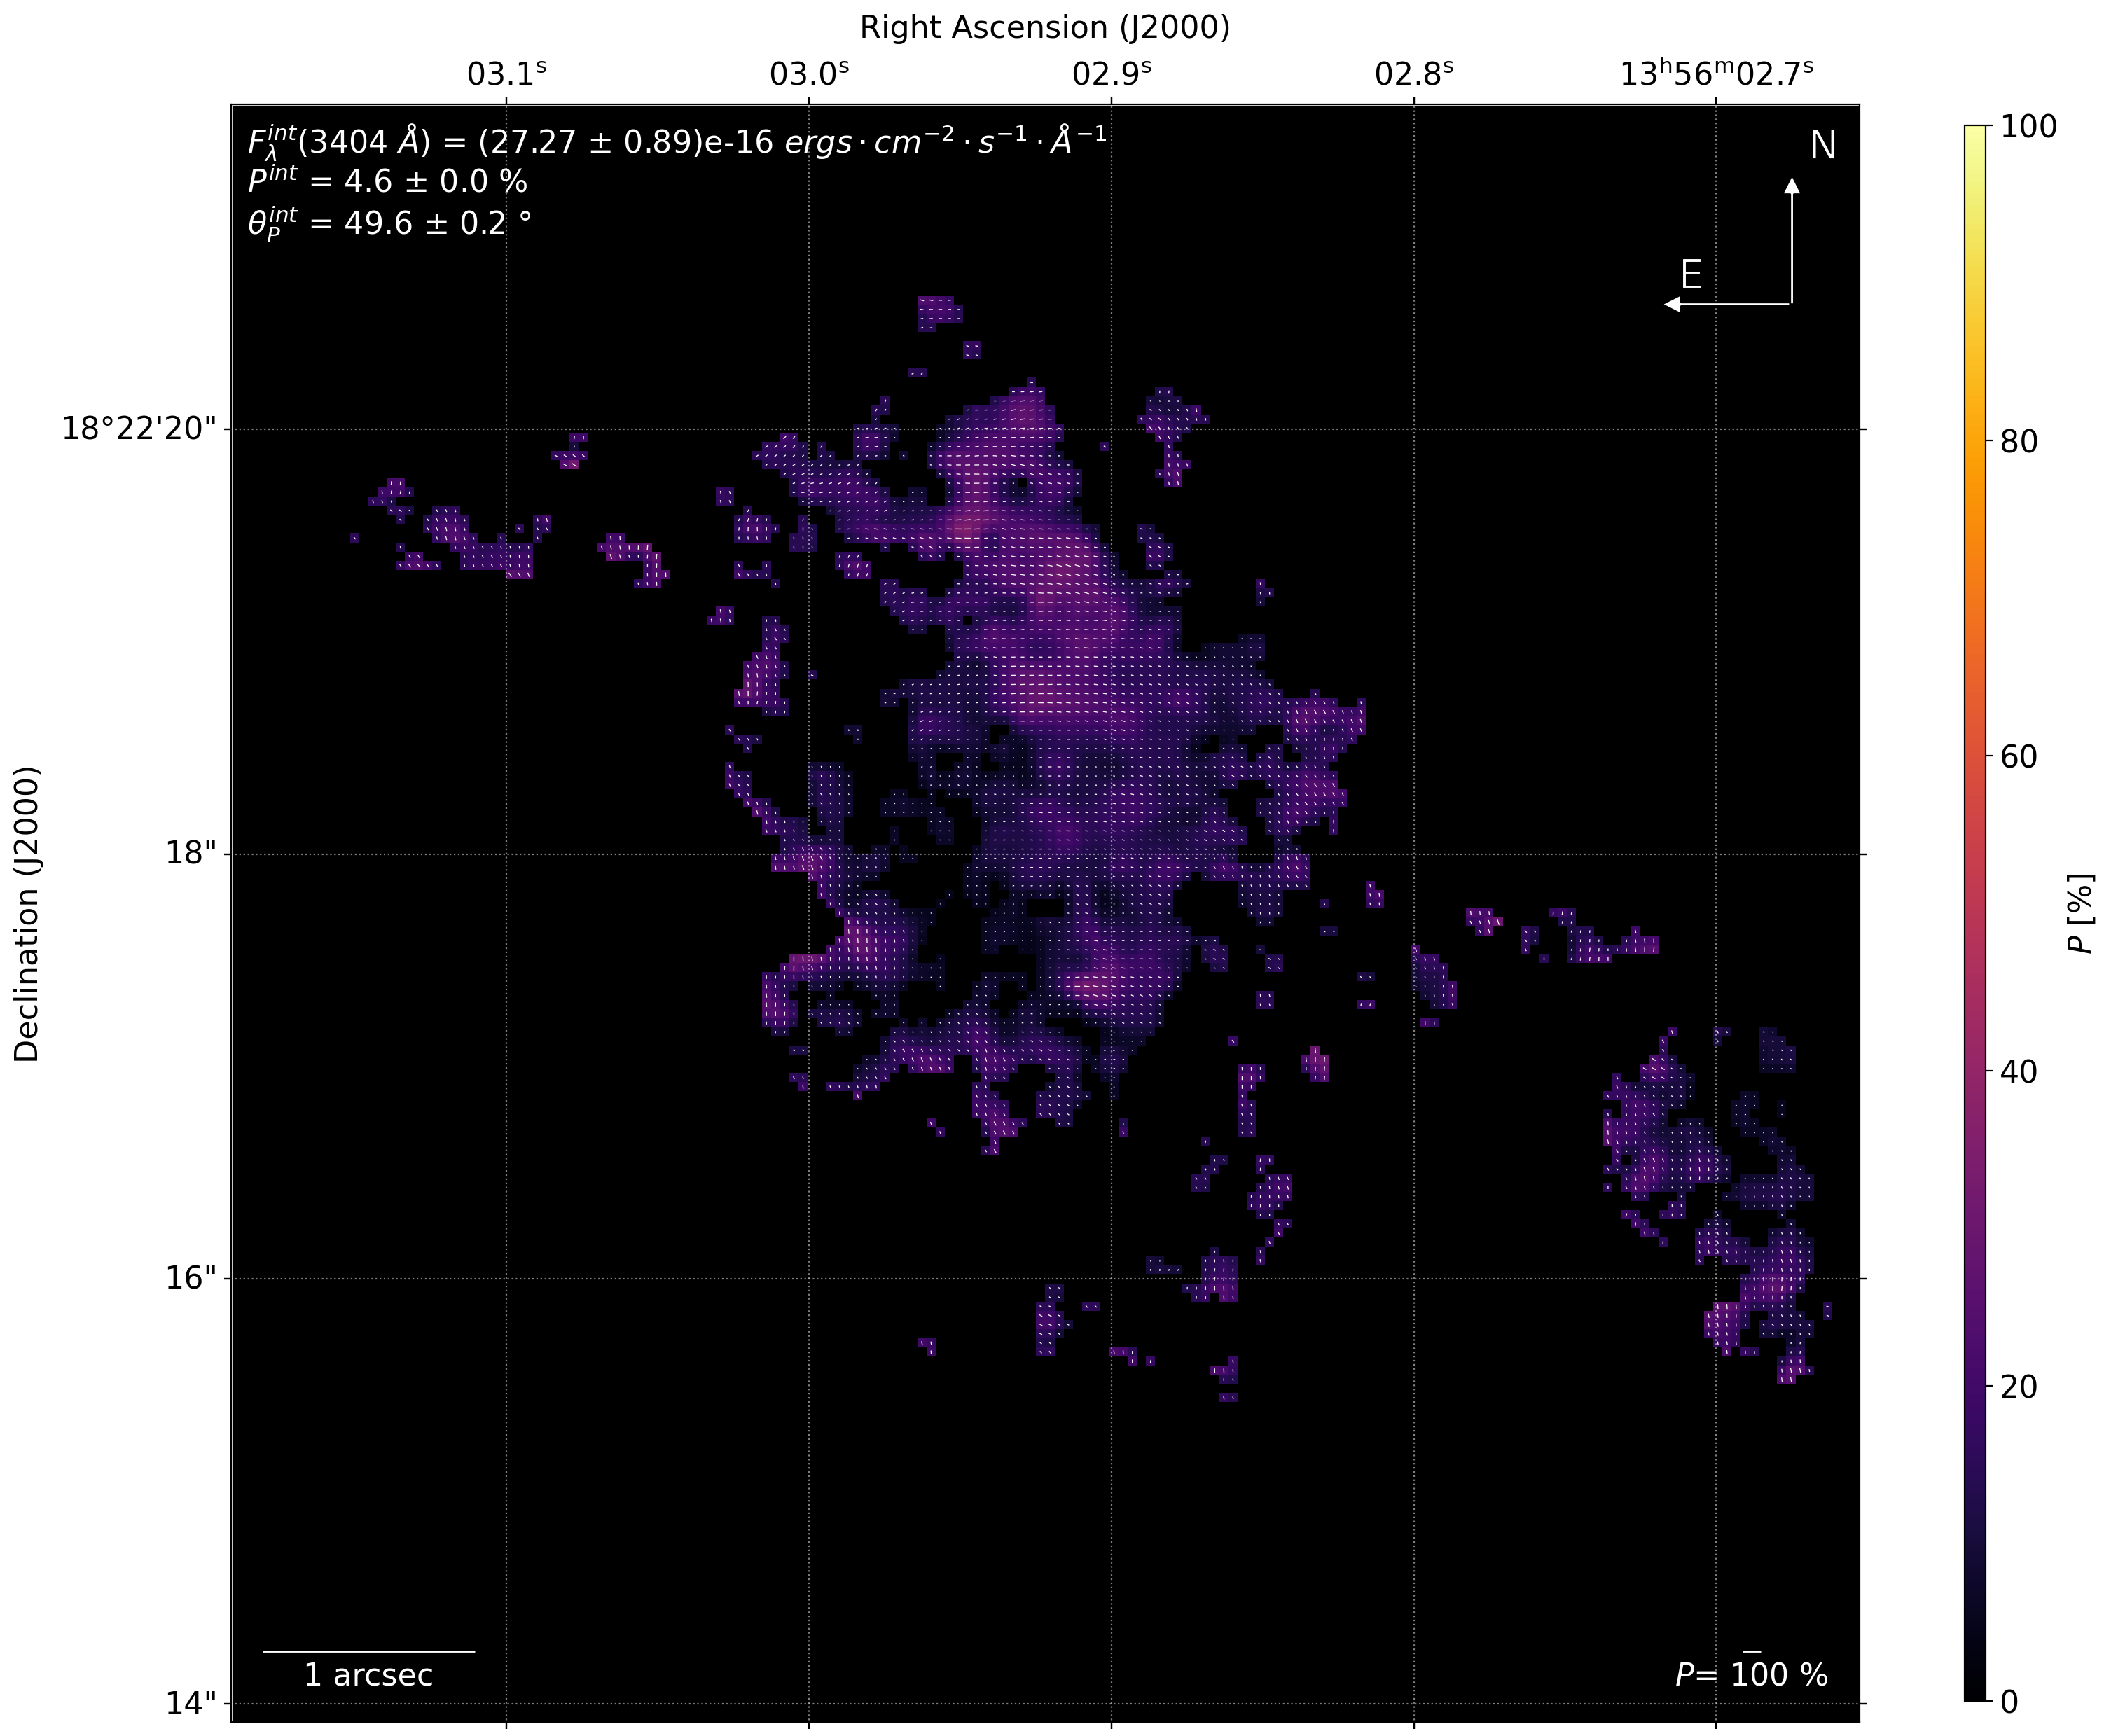 Right Ascension (J2000)
03.1ˢ 03.0ˢ 02.9ˢ 02.8ˢ 13ʰ56ᵐ02.7ˢ
F_λ^int(3404 Å) = (27.27 ± 0.89)e-16 ergs · cm⁻² · s⁻¹ · Å⁻¹
P^int = 4.6 ± 0.0 %
θ_P^int = 49.6 ± 0.2 °
N
E
18°22'20"
18"
16"
14"
Declination (J2000)
1 arcsec
P= 100 %
100
80
60
40
20
0
P [%]